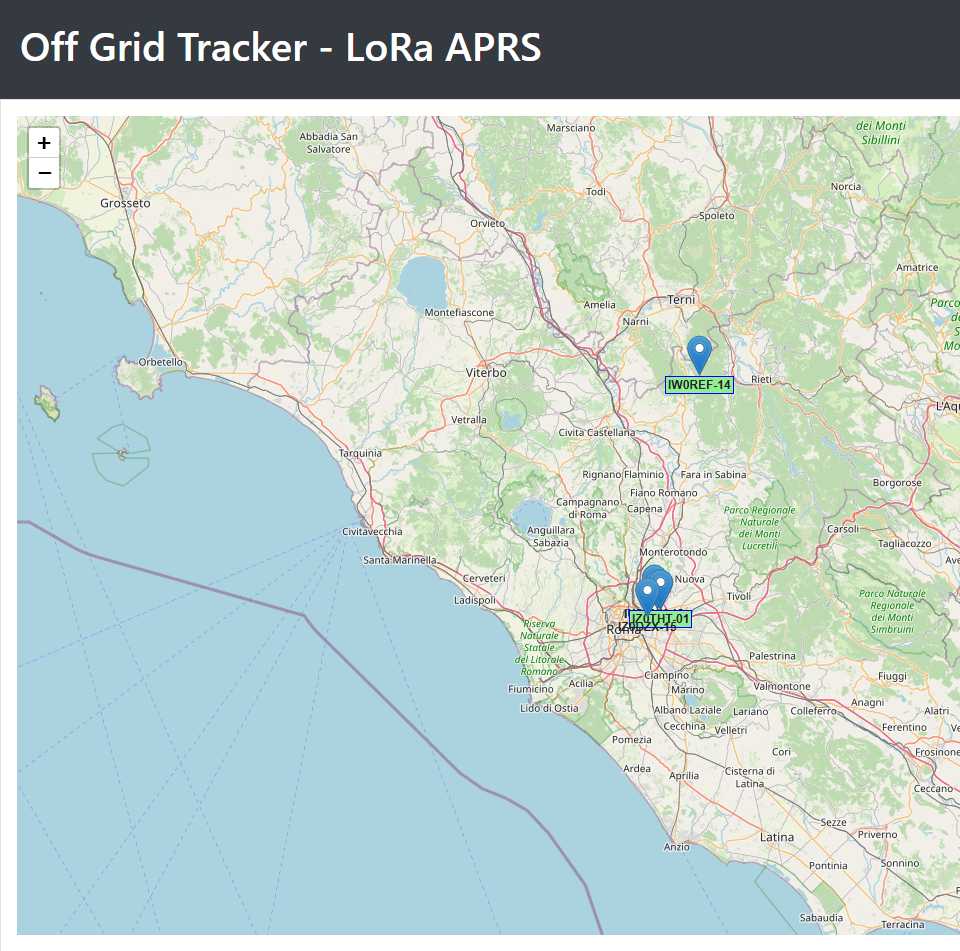 Off Grid Tracker - LoRa APRS
+
−
Abbadia San
Salvatore
Marsciano
dei Monti
Sibillini
Todi
Norcia
Grosseto
Orvieto
Spoleto
Amatrice
Montefiascone
Amelia
Terni
Parco
Narni
Orbetello
Viterbo
IW0REF-14
Rieti
L'Aqu
Vetralla
Civita Castellana
Tarquinia
Rignano Flaminio
Fara in Sabina
Fiano Romano
Borgorose
Campagnano
di Roma
Capena
Parco Regionale
Naturale
dei Monti
Lucretili
Civitavecchia
Anguillara
Sabazia
Carsoli
Tagliacozzo
Santa Marinella
Monterotondo
Cerveteri
Nuova
Tivoli
Parco Naturale
Regionale
dei Monti
Simbruini
Ladispoli
IZ0THT-01
IZ0DZX-15
Roma
Riserva
Naturale
Statale
del Litorale
Romano
Palestrina
Ciampino
Fiuggi
Fiumicino
Acilia
Marino
Valmontone
Lido di Ostia
Albano Laziale
Lariano
Colleferro
Anagni
Alatri
Cecchina
Velletri
Ferentino
Pomezia
Cori
Frosinone
Ardea
Aprilia
Cisterna di
Latina
Ceccano
Sezze
Priverno
Latina
Anzio
Pontinia
Sonnino
Sabaudia
Terracina